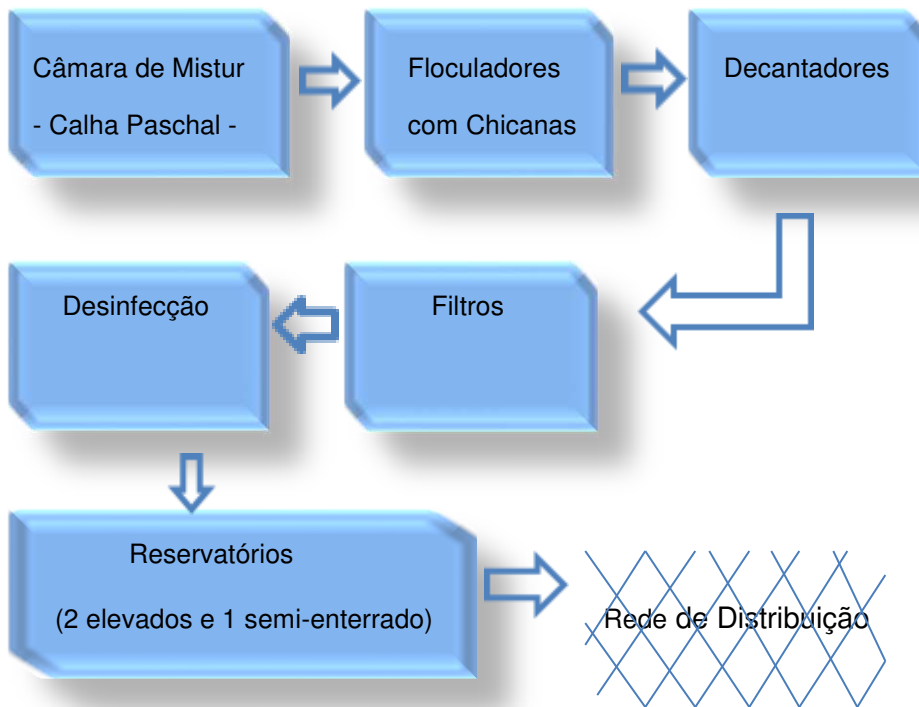 Câmara de Mistur
- Calha Paschal -
Floculadores
com Chicanas
Decantadores
Filtros
Desinfecção
Reservatórios
(2 elevados e 1 semi-enterrado)
Rede de Distribuição